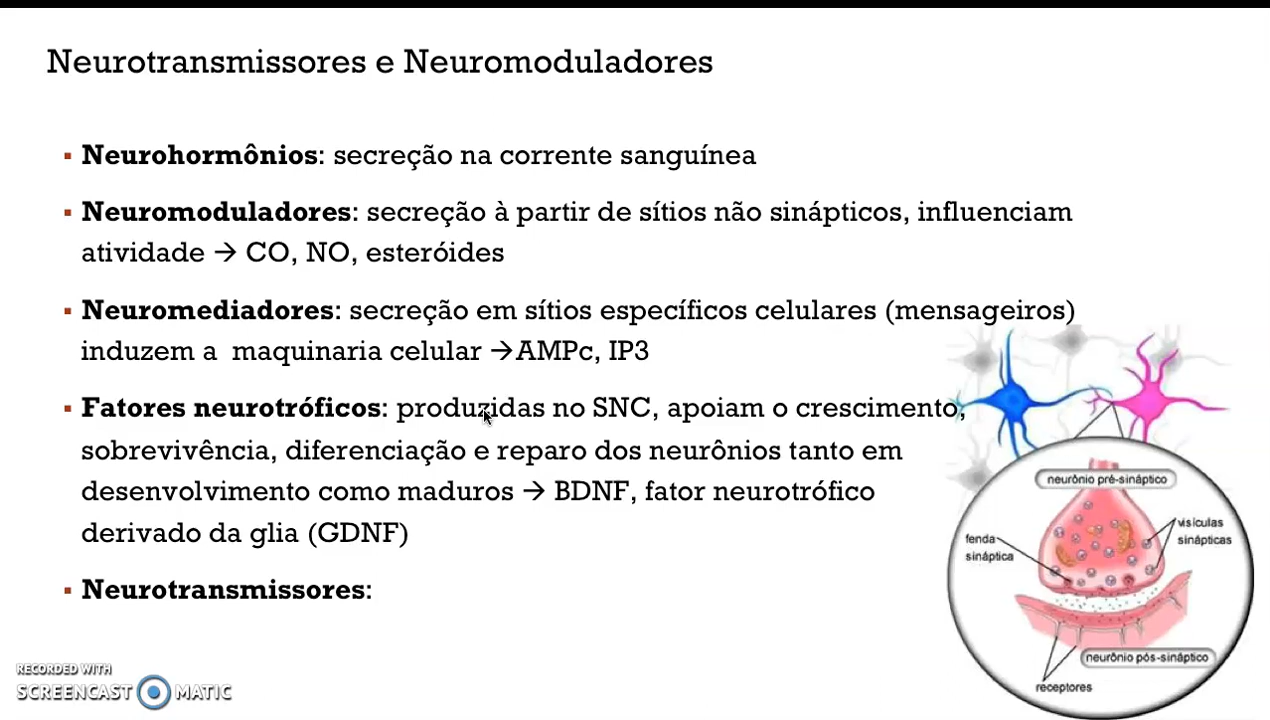 Neurotransmissores e Neuromoduladores
▪ Neurohormônios: secreção na corrente sanguínea
▪ Neuromoduladores: secreção à partir de sítios não sinápticos, influenciam
atividade → CO, NO, esteróides
▪ Neuromediadores: secreção em sítios específicos celulares (mensageiros)
induzem a maquinaria celular →AMPc, IP3
▪ Fatores neurotróficos: produzidas no SNC, apoiam o crescimento,
sobrevivência, diferenciação e reparo dos neurônios tanto em
desenvolvimento como maduros → BDNF, fator neurotrófico
derivado da glia (GDNF)
▪ Neurotransmissores:
neurônio pré-sináptico
visículas
sinápticas
fenda
sináptica
neurônio pós-sináptico
receptores
RECORDED WITH
SCREENCAST MATIC